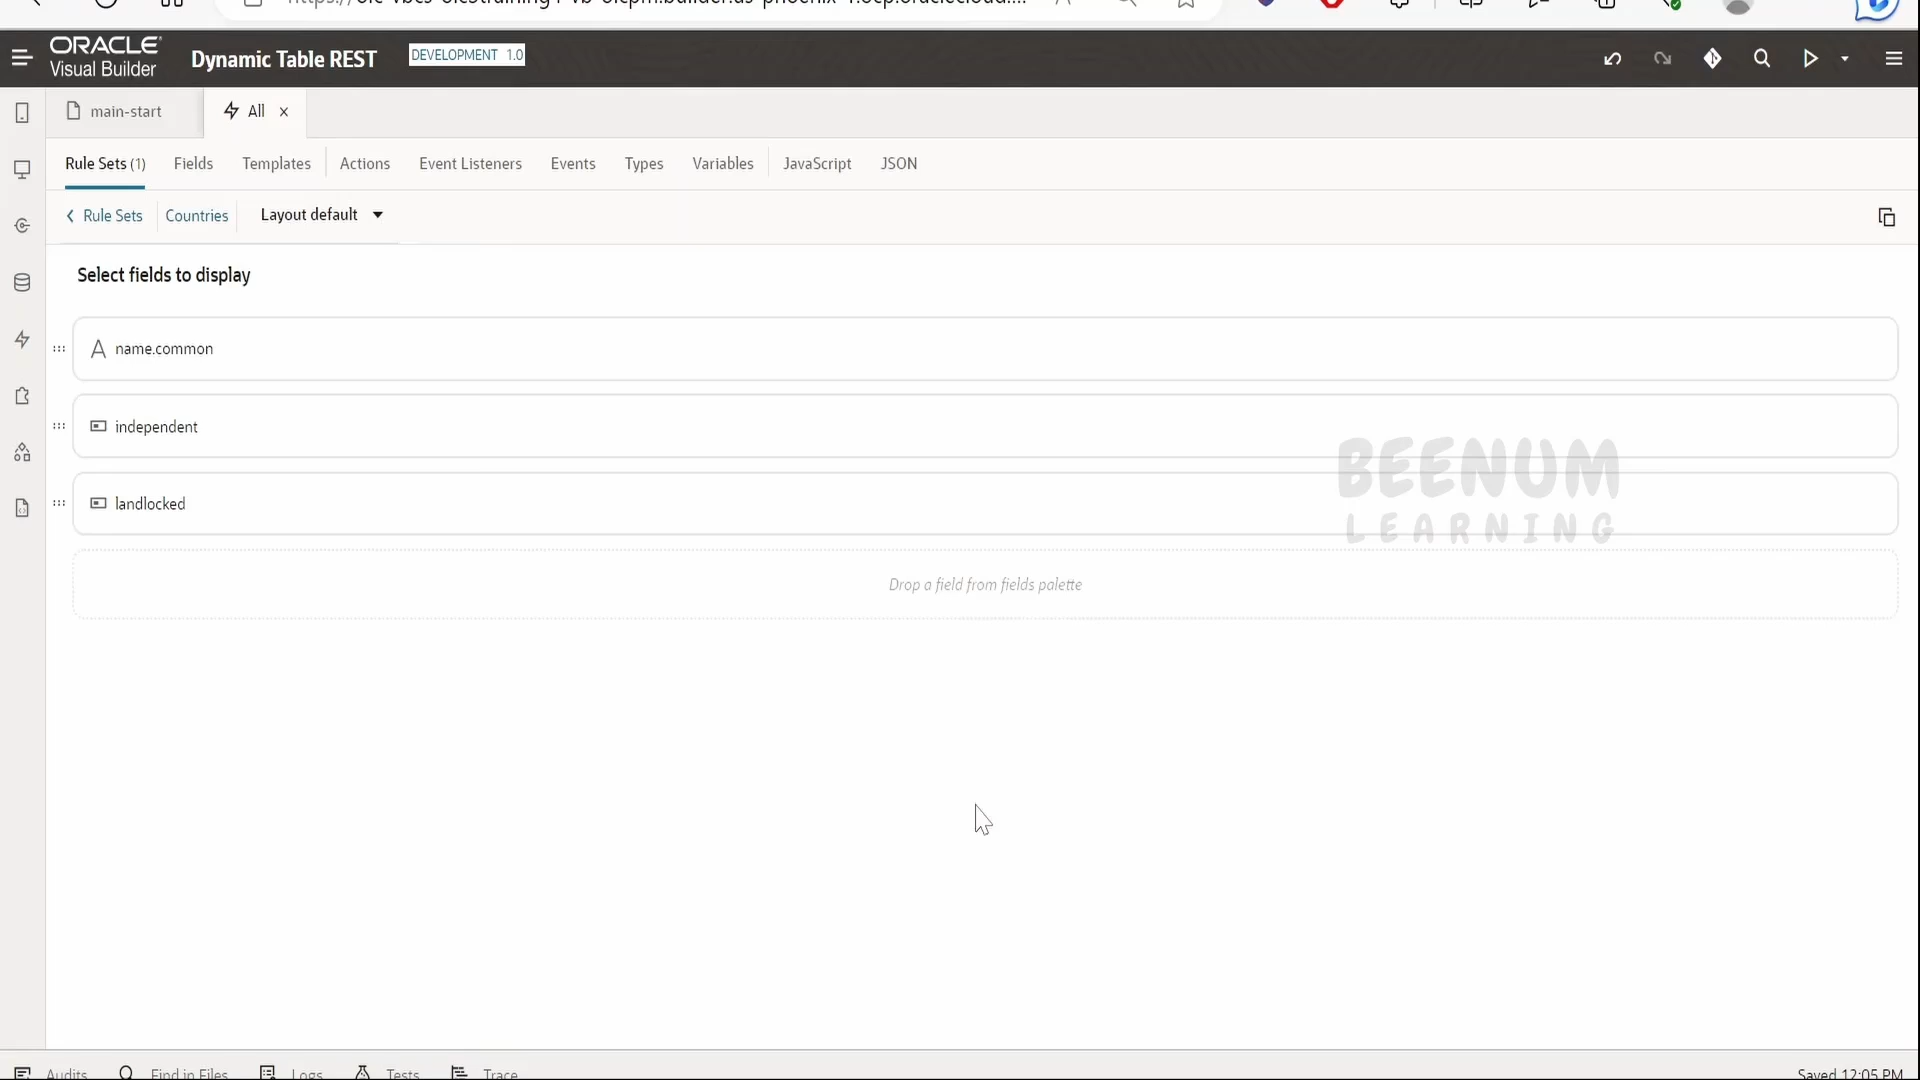 ORACLE
Visual Builder
Dynamic Table REST
DEVELOPMENT 1.0
main-start
All
Rule Sets (1)
Fields
Templates
Actions
Event Listeners
Events
Types
Variables
JavaScript
JSON
Rule Sets
Countries
Layout default
Select fields to display
name.common
independent
landlocked
BEENUM
LEARNING
Drop a field from fields palette
Audits
Find in Files
Logs
Tests
Trace
Saved 12:05 PM